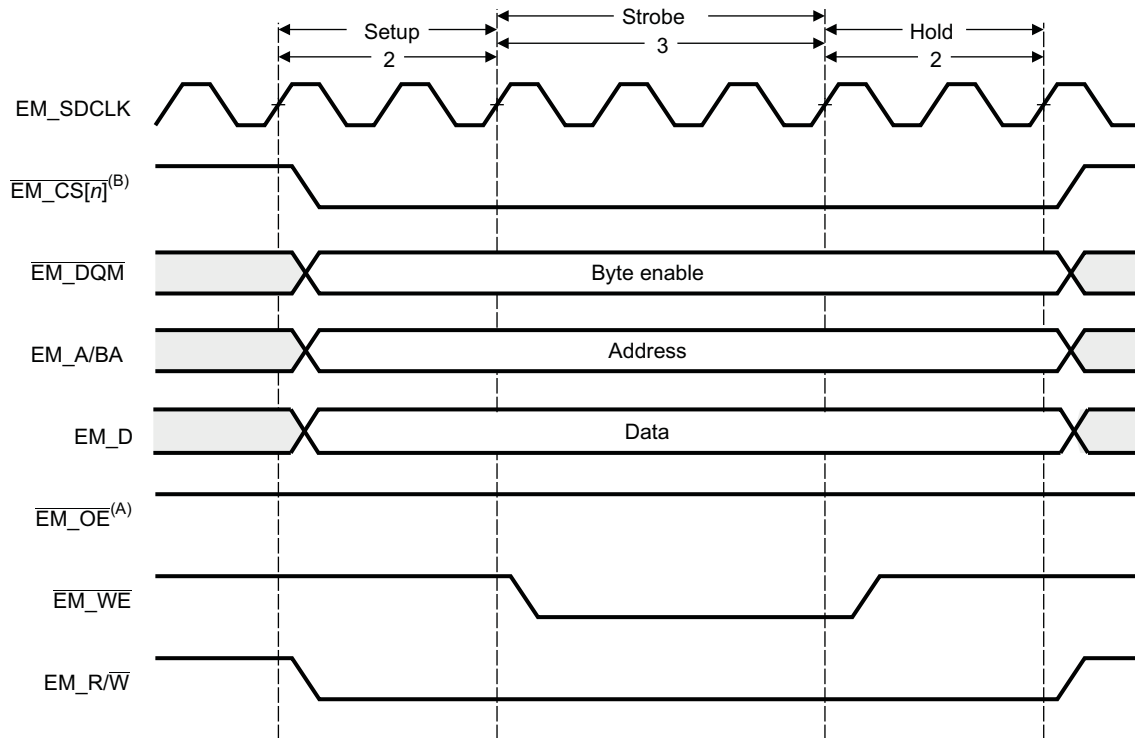 Setup Strobe Hold
2 3 2
EM_SDCLK
EM_CS[n](B)
EM_DQM Byte enable
EM_A/BA Address
EM_D Data
EM_OE(A)
EM_WE
EM_R/W